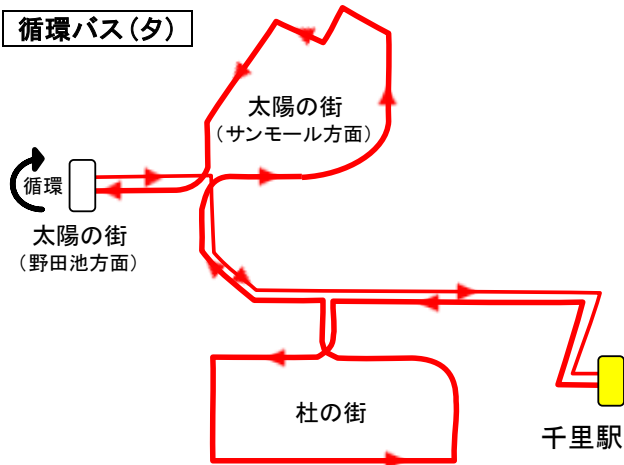 循環バス（夕）
太陽の街
（サンモール方面）
循環
太陽の街
（野田池方面）
杜の街
千里駅